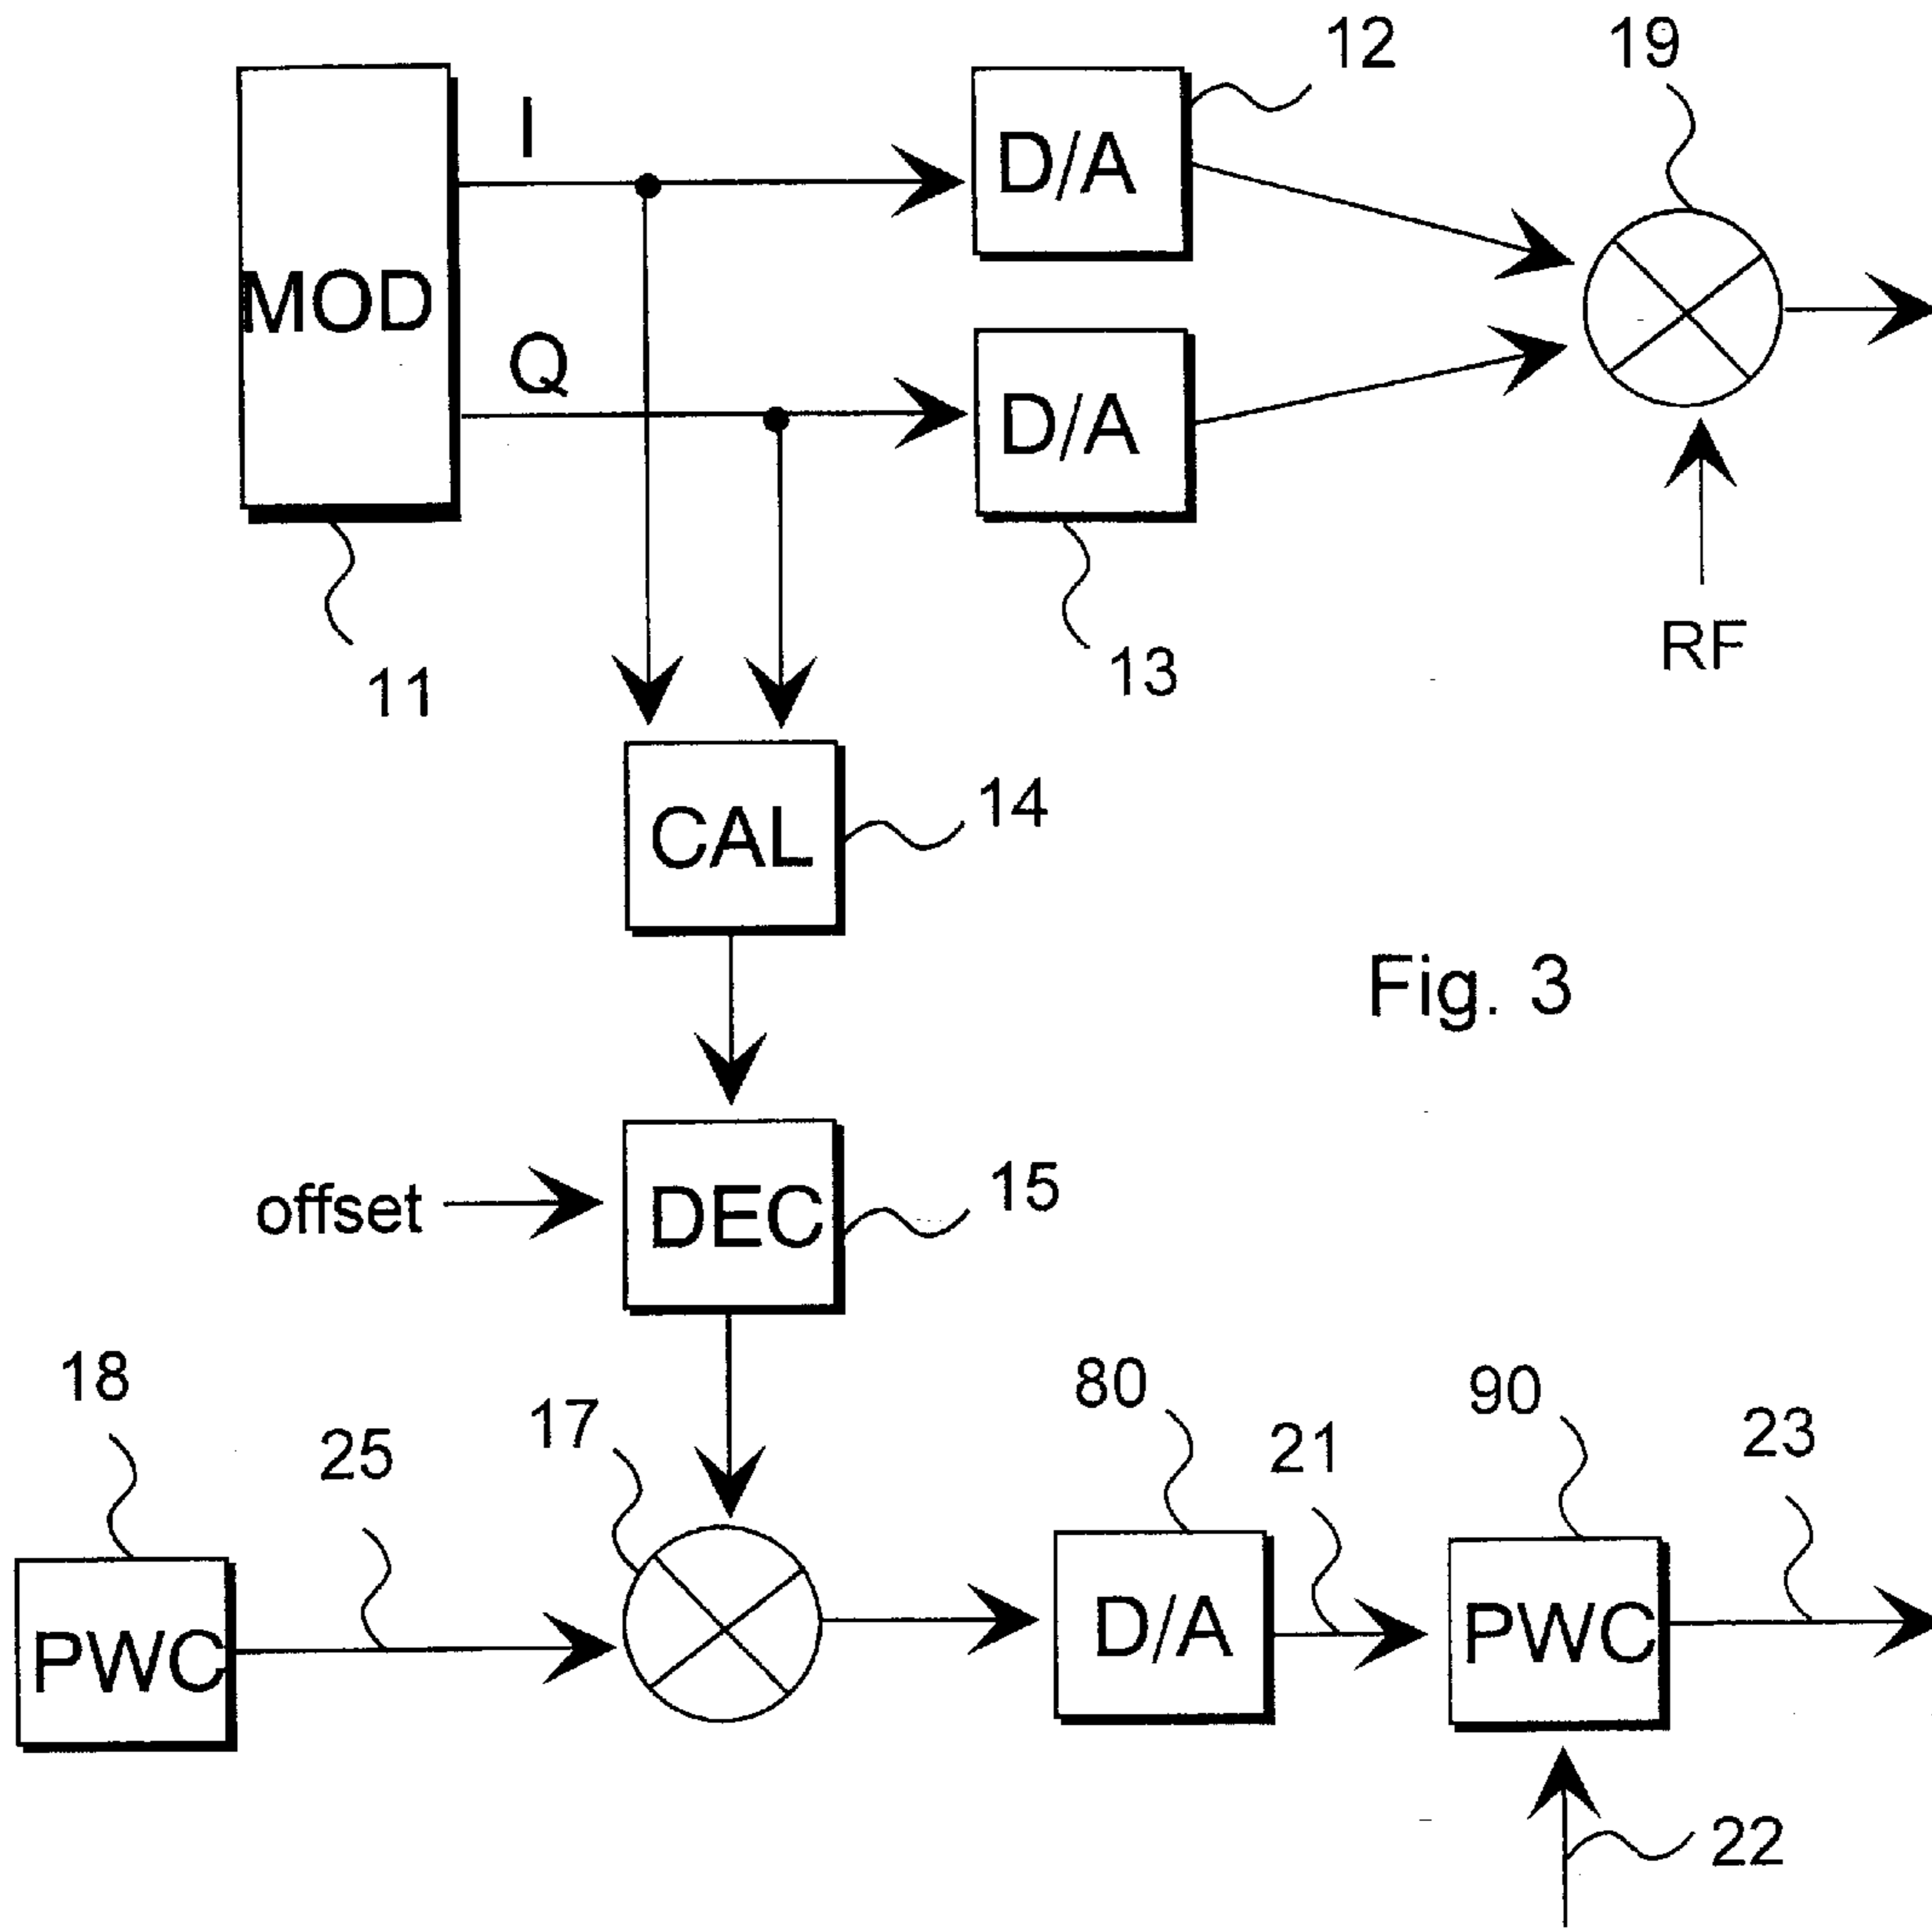 12
19
I
D/A
MOD
Q
D/A
RF
13
11
14
CAL
Fig. 3
15
offset
DEC
18
80
90
17
25
21
23
PWC
D/A
PWC
22